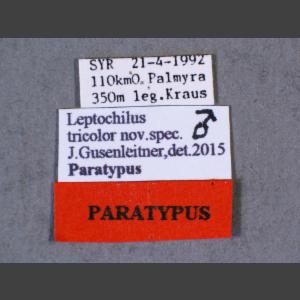 SYR 21-4-1992
110kmO. Palmyra
350m leg.Kraus
Leptochilus
tricolor nov.spec. ♂
J.Gusenleitner,det.2015
Paratypus
PARATYPUS